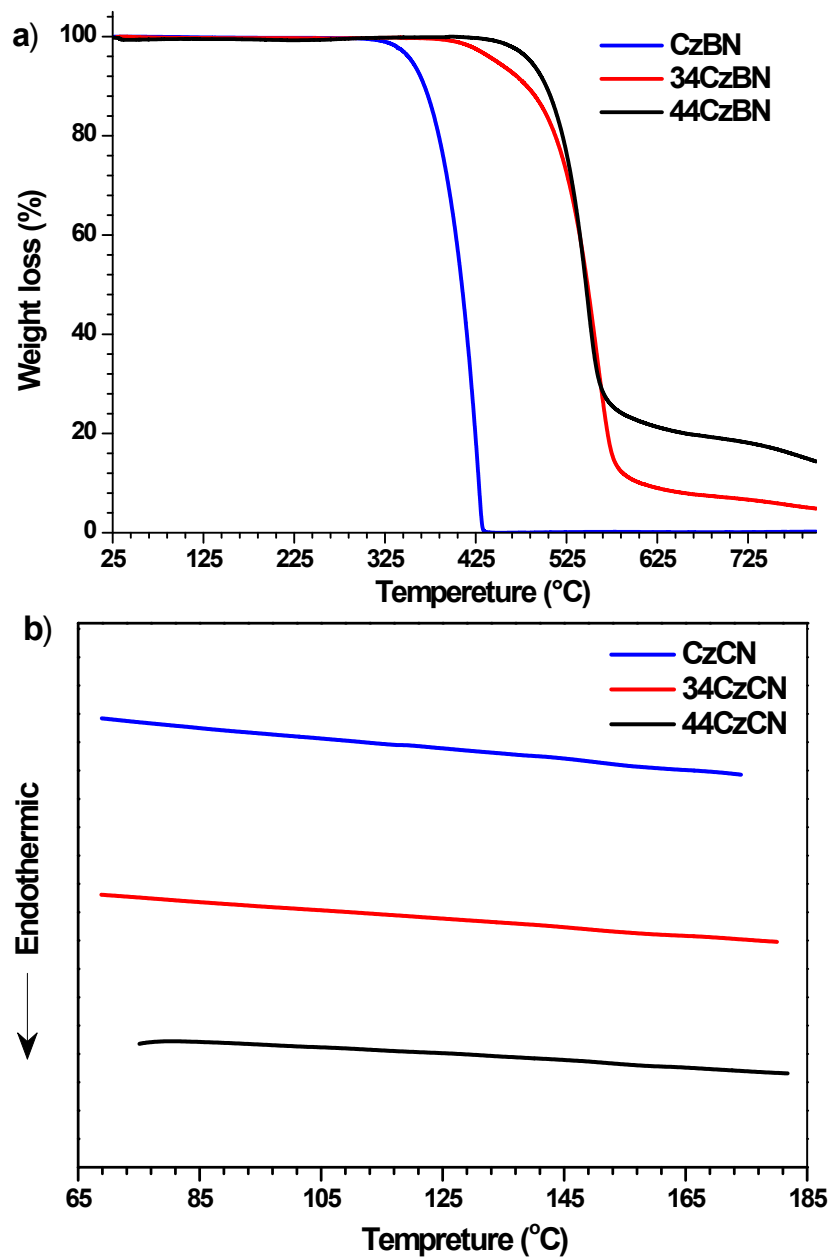 a)
CzBN
34CzBN
44CzBN
Weight loss (%)
100
80
60
40
20
0
25 125 225 325 425 525 625 725
Tempereture (°C)
b)
CzCN
34CzCN
44CzCN
Endothermic
65 85 105 125 145 165 185
Tempreture (°C)